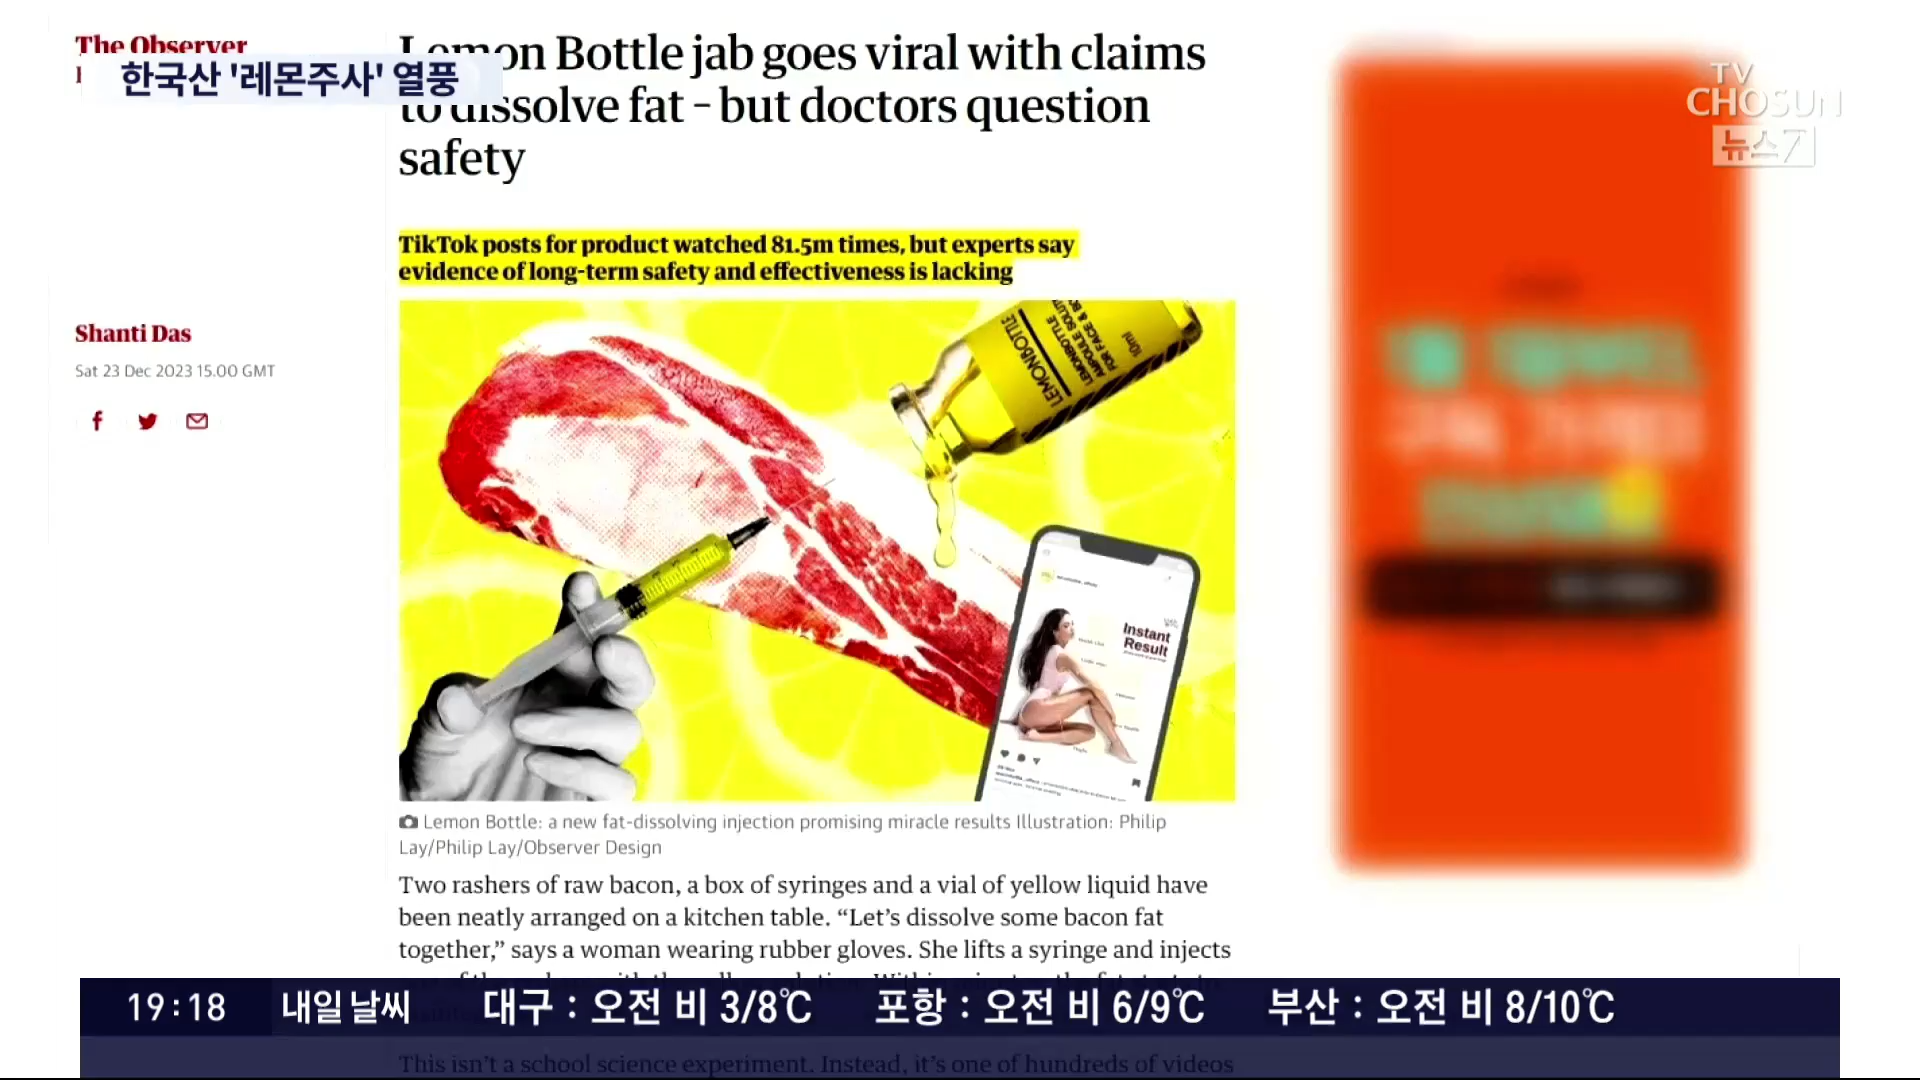 The Observer
한국산 '레몬주사' 열풍
Lemon Bottle jab goes viral with claims
to dissolve fat – but doctors question
safety
TV
CHOSUN
뉴스7
TikTok posts for product watched 81.5m times, but experts say
evidence of long-term safety and effectiveness is lacking
Shanti Das
Sat 23 Dec 2023 15.00 GMT
LEMONBOTTLE
LEMONBOTTLE
AMPOULE SOLUT
FOR FACE & BO
10ml
Instant
Result
Lemon Bottle: a new fat-dissolving injection promising miracle results Illustration: Philip
Lay/Philip Lay/Observer Design
Two rashers of raw bacon, a box of syringes and a vial of yellow liquid have
been neatly arranged on a kitchen table. “Let’s dissolve some bacon fat
together,” says a woman wearing rubber gloves. She lifts a syringe and injects
19:18 내일 날씨 대구 : 오전 비 3/8℃ 포항 : 오전 비 6/9℃ 부산 : 오전 비 8/10℃
This isn’t a school science experiment. Instead, it’s one of hundreds of videos